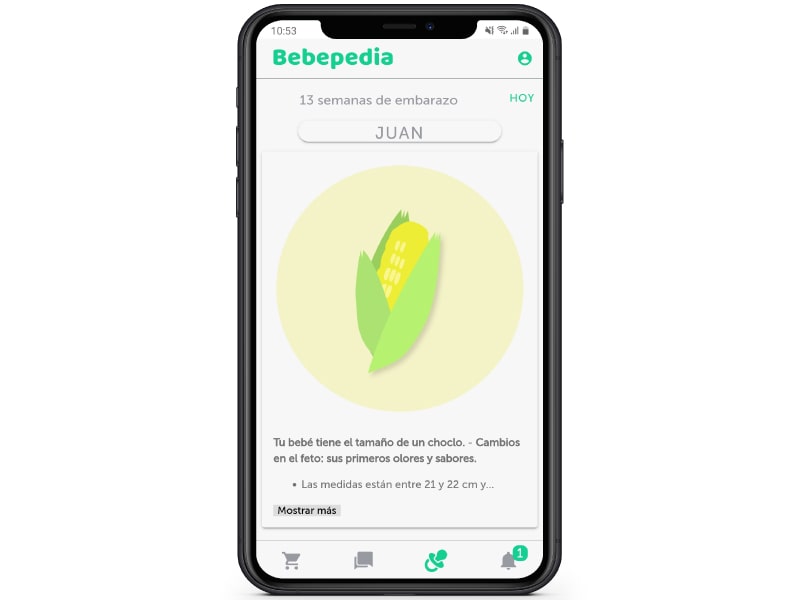 10:53
Bebepedia
13 semanas de embarazo
HOY
JUAN
Tu bebé tiene el tamaño de un choclo. - Cambios
en el feto: sus primeros olores y sabores.
• Las medidas están entre 21 y 22 cm y...
Mostrar más
1